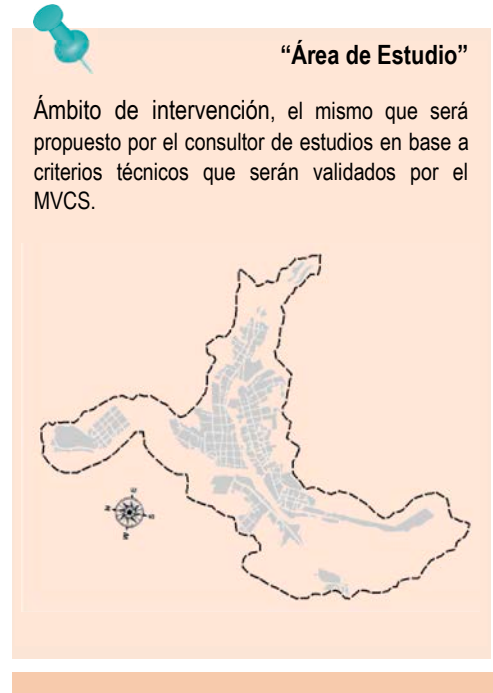 “Área de Estudio”
Ámbito de intervención, el mismo que será
propuesto por el consultor de estudios en base a
criterios técnicos que serán validados por el
MVCS.